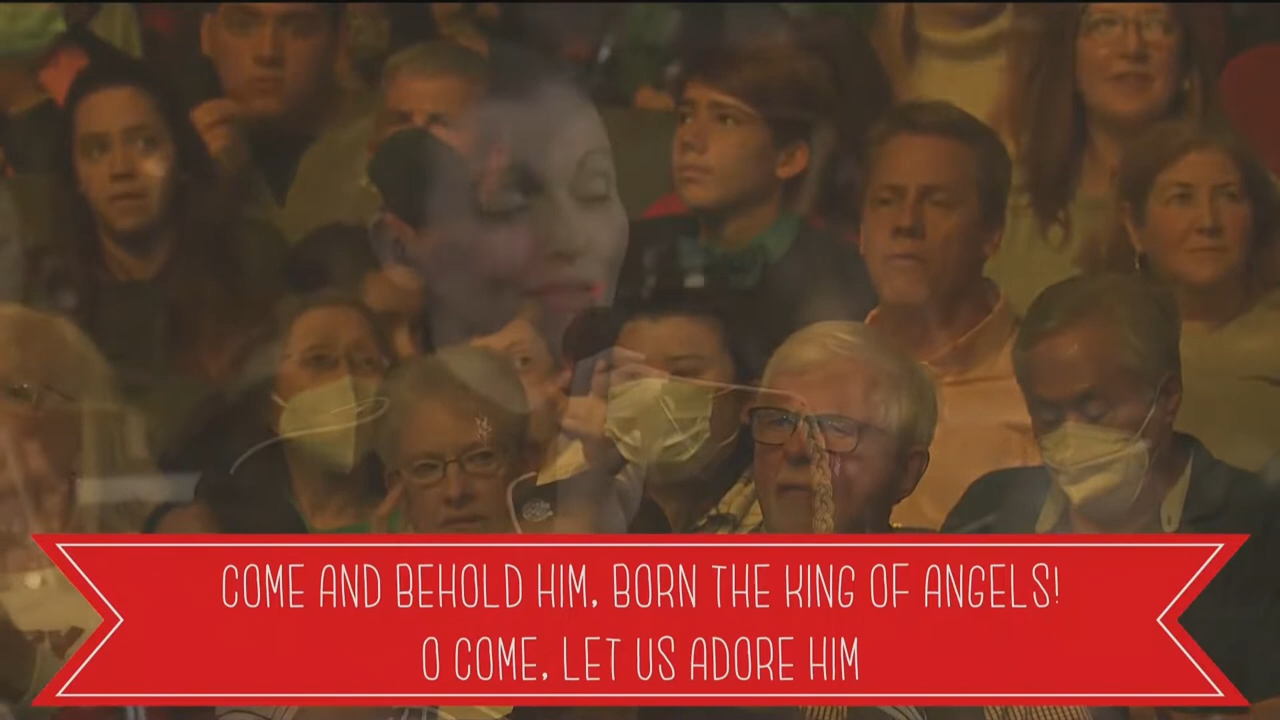 COME AND BEHOLD HIM, BORN THE KING OF ANGELS!
O COME, LET US ADORE HIM